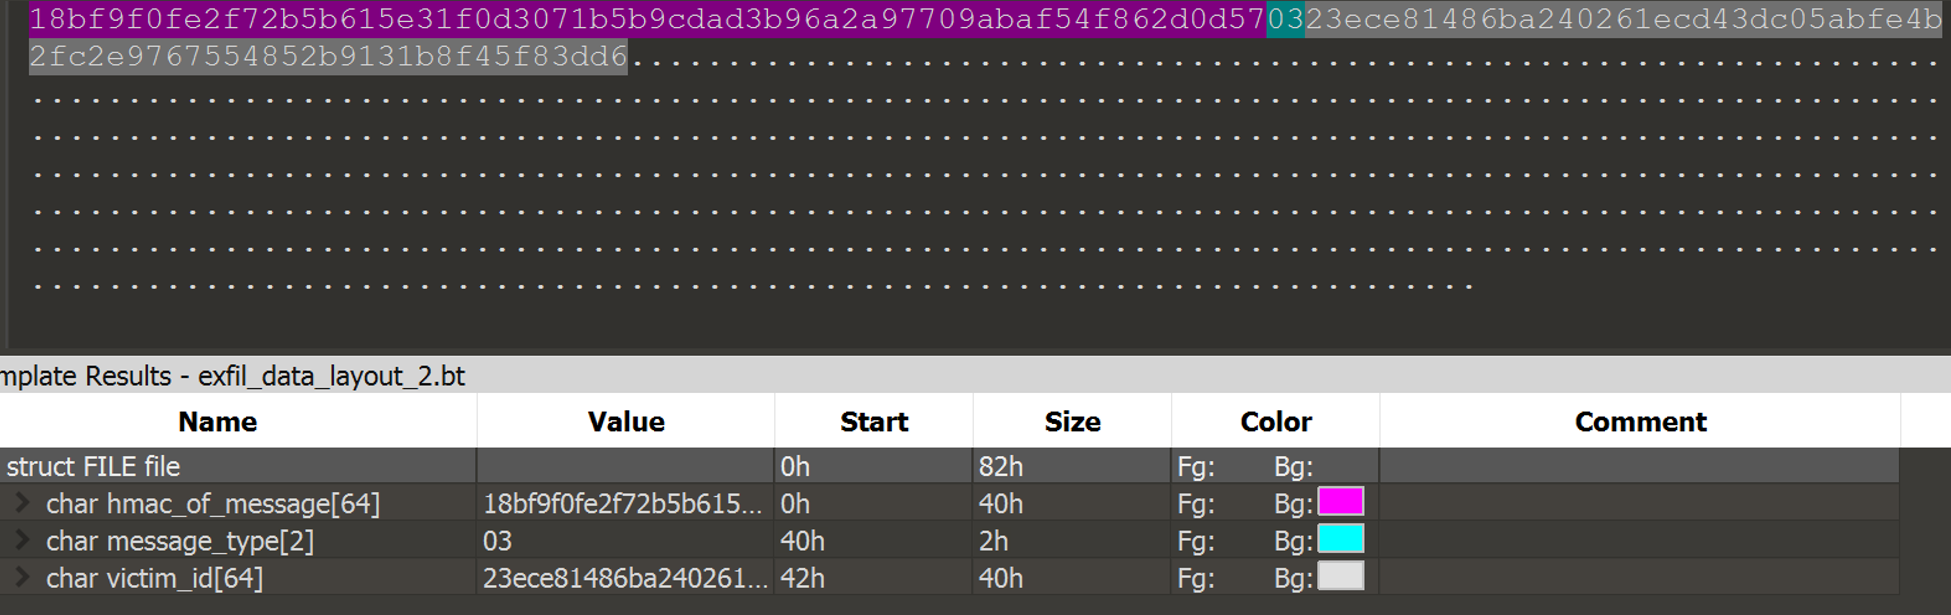 18bf9f0fe2f72b5b615e31f0d3071b5b9cdad3b96a2a97709abaf54f862d0d570323ece81486ba240261ecd43dc05abfe4b
2fc2e9767554852b9131b8f45f83dd6...................................................................
...................................................................................................
...................................................................................................
...................................................................................................
...................................................................................................
...................................................................................................
...........................................................................
mplate Results - exfil_data_layout_2.bt
Name Value Start Size Color Comment
struct FILE file 0h 82h Fg: Bg:
char hmac_of_message[64] 18bf9f0fe2f72b5b615... 0h 40h Fg: Bg:
char message_type[2] 03 40h 2h Fg: Bg:
char victim_id[64] 23ece81486ba240261... 42h 40h Fg: Bg: